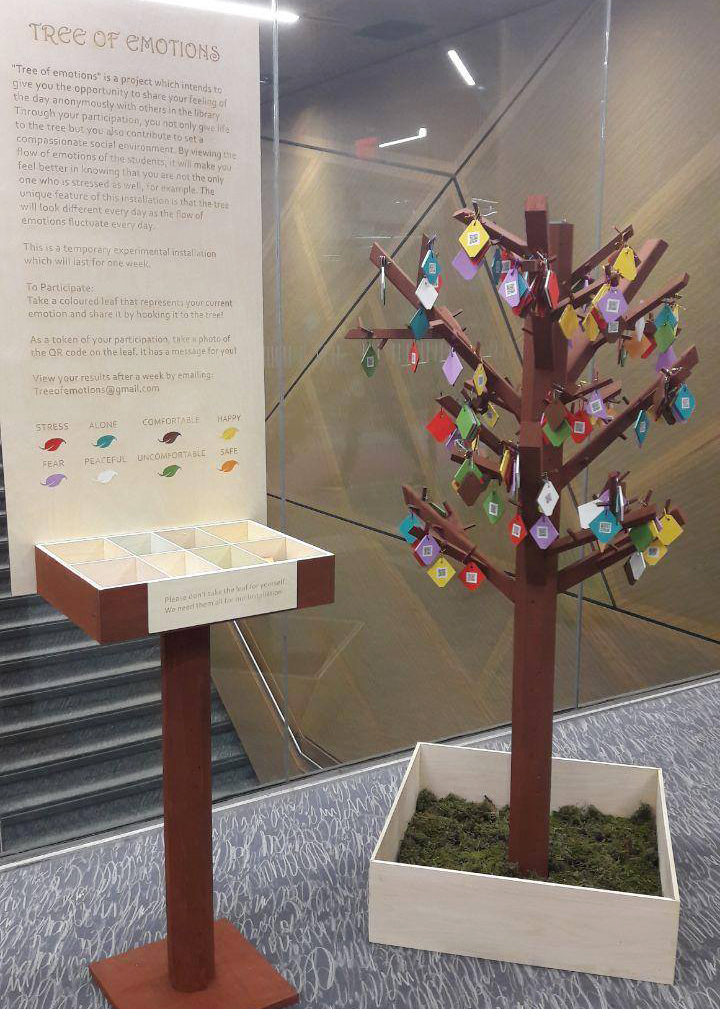 TREE OF EMOTIONS
"Tree of emotions" is a project which intends to
give you the opportunity to share your feeling of
the day anonymously with others in the library.
Through your participation, you not only give life
to the tree but you also contribute to set a
compassionate social environment. By viewing the
flow of emotions of the students, it will make you
feel better in knowing that you are not the only
one who is stressed as well, for example. The
unique feature of this installation is that the tree
will look different every day as the flow of
emotions fluctuate every day.
This is a temporary experimental installation
which will last for one week.
To Participate:
Take a coloured leaf that represents your current
emotion and share it by hooking it to the tree!
As a token of your participation, take a photo of
the QR code on the leaf. It has a message for you!
View your results after a week by emailing:
Treeofemotions@gmail.com
STRESS ALONE COMFORTABLE HAPPY
FEAR PEACEFUL UNCOMFORTABLE SAFE
Please don't take the leaf for yourself.
We need them all for our installation.